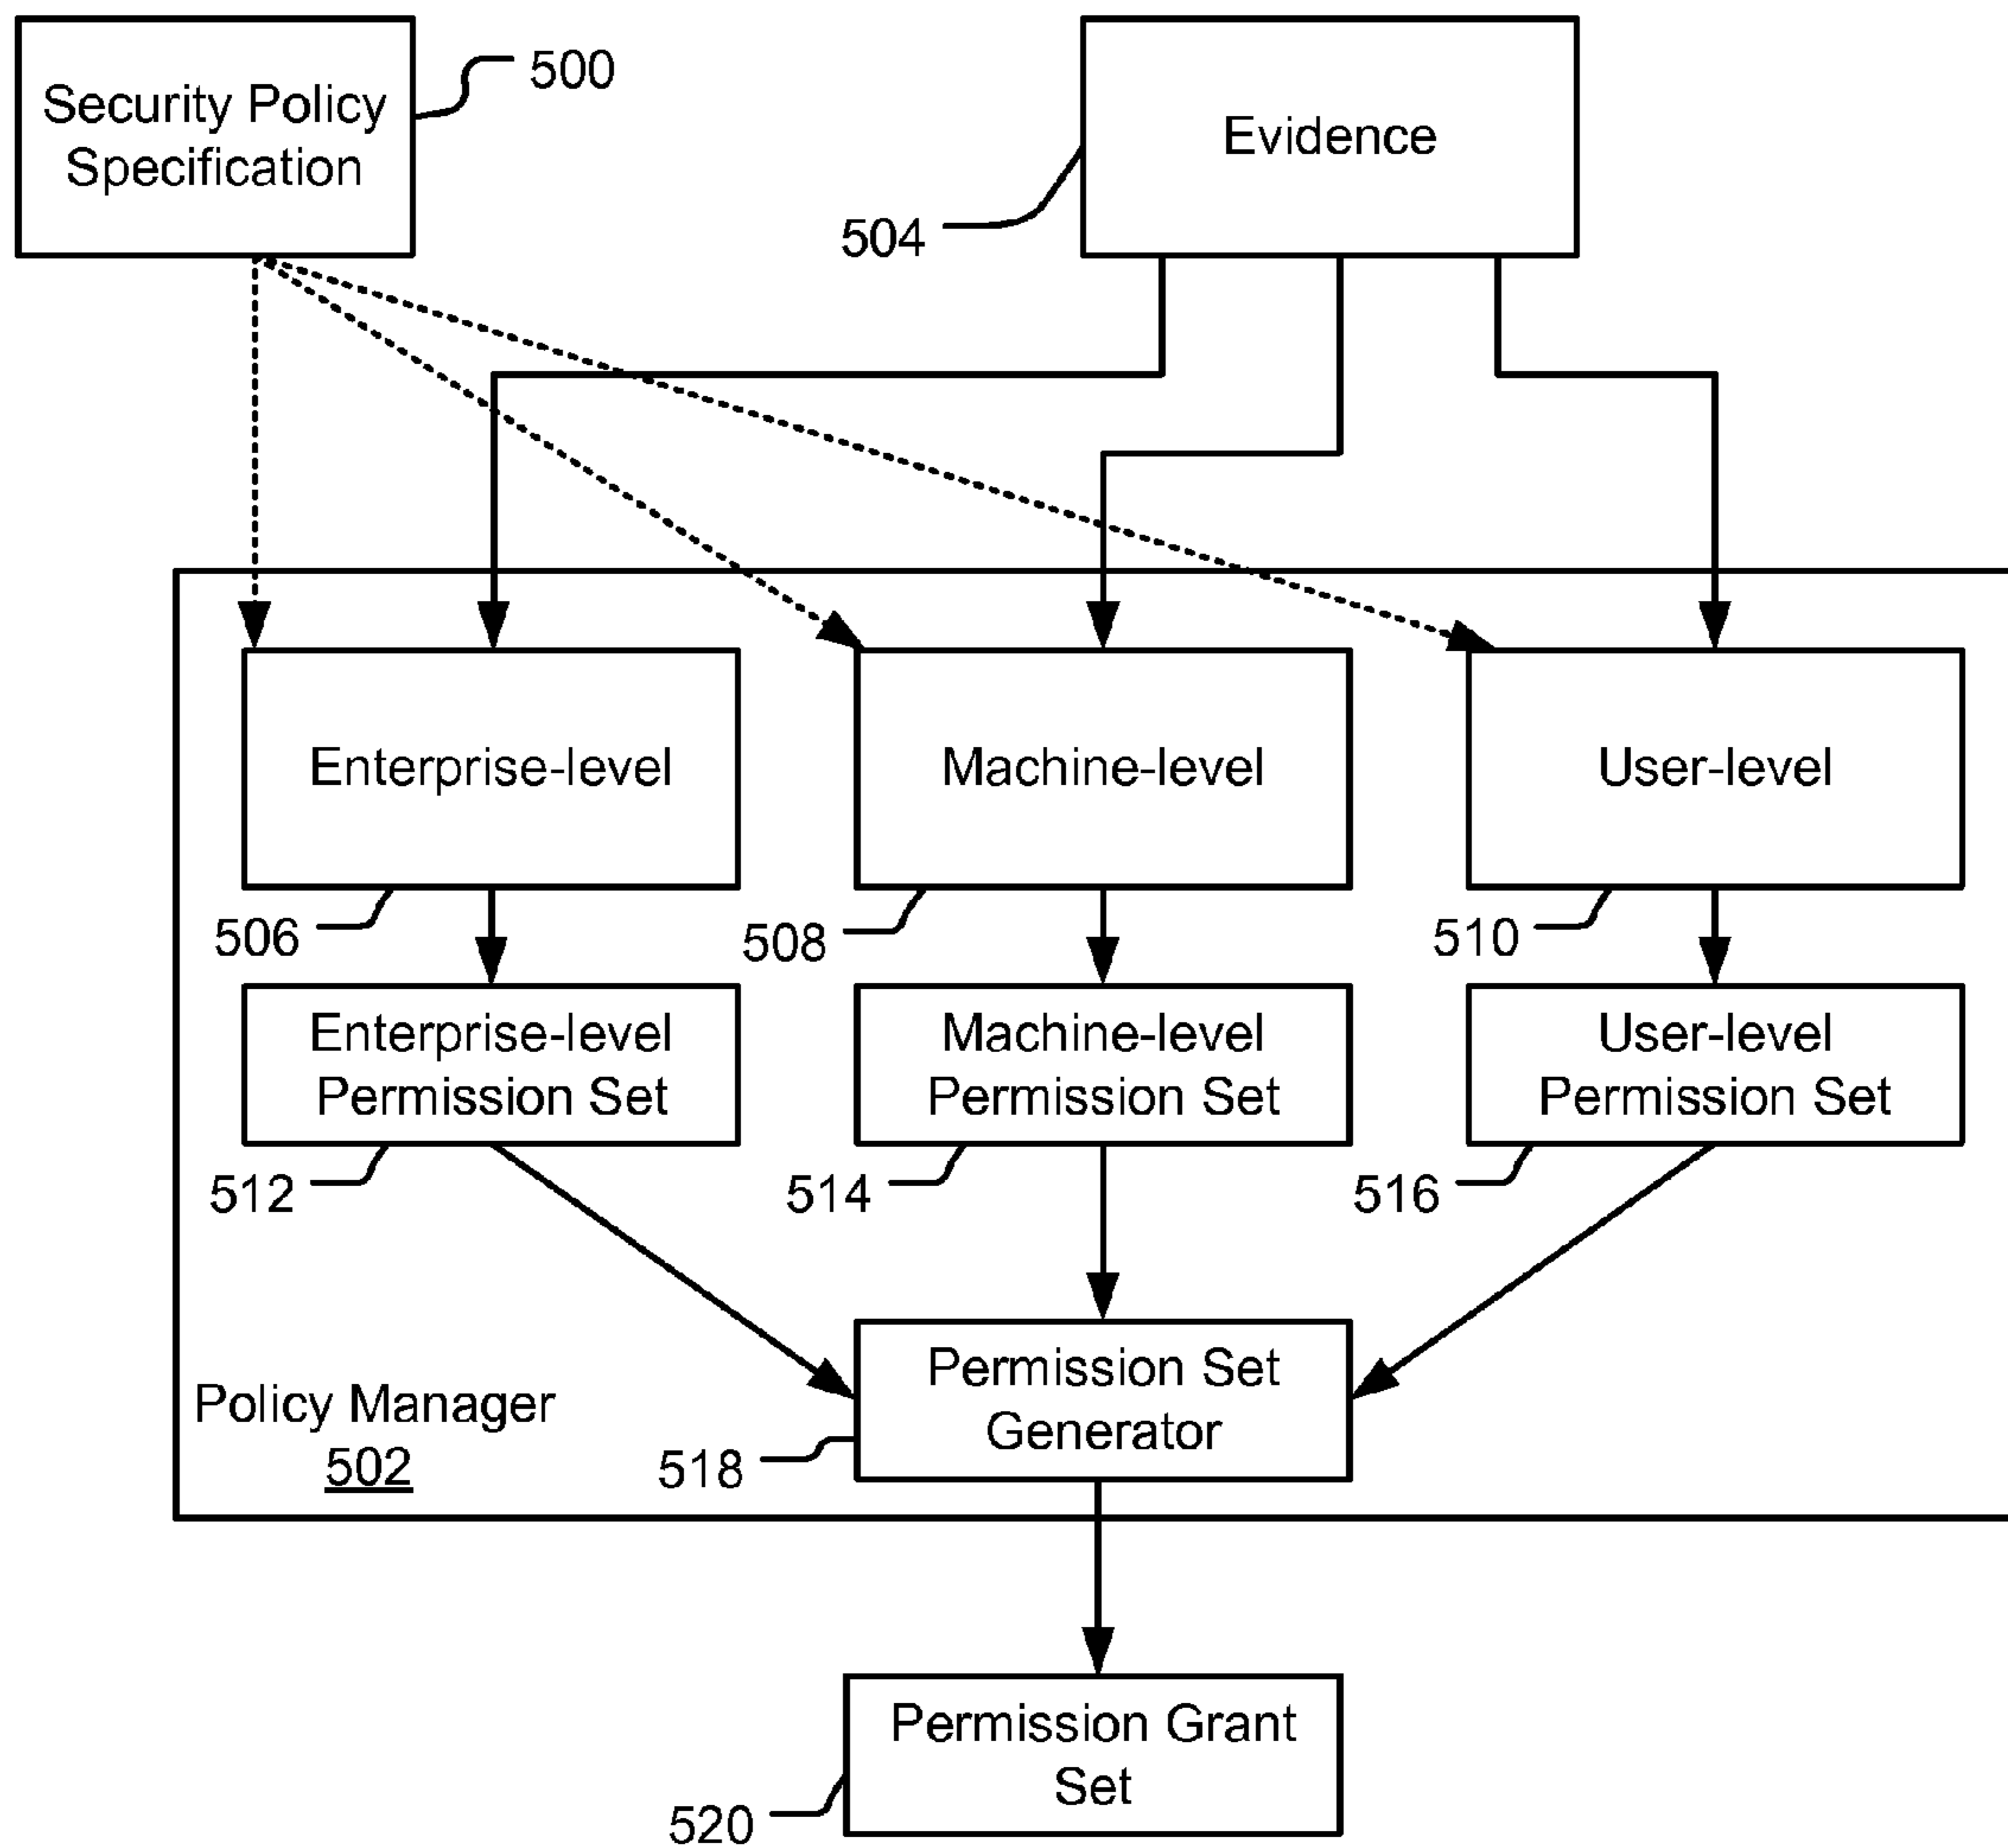 Security Policy
Specification
500
Evidence
504
Enterprise-level
Machine-level
User-level
506
508
510
Enterprise-level
Permission Set
Machine-level
Permission Set
User-level
Permission Set
512
514
516
Permission Set
Generator
Policy Manager
502
518
Permission Grant
Set
520